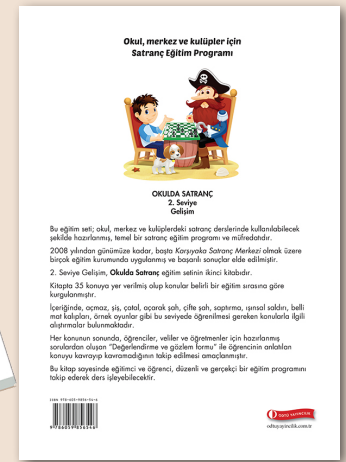 Okul, merkez ve kulüpler için
Satranç Eğitim Programı
OKULDA SATRANÇ
2. Seviye
Gelişim
Bu eğitim seti; okul, merkez ve kulüplerdeki satranç derslerinde kullanılabilecek
şekilde hazırlanmış, temel bir satranç eğitim programı ve müfredatıdır.
2008 yılından günümüze kadar, başta Karşıyaka Satranç Merkezi olmak üzere
birçok eğitim kurumunda uygulanmış ve başarılı sonuçlar elde edilmiştir.
2. Seviye Gelişim, Okulda Satranç eğitim setinin ikinci kitabıdır.
Kitapta 35 konuya yer verilmiş olup konular belirli bir eğitim sırasına göre
kurgulanmıştır.
İçeriğinde, açmaz, şiş, çatal, açarak şah, çifte şah, saptırma, ışınsal saldırı, belli
mat kalıpları, örnek oyunlar gibi bu seviyede öğrenilmesi gereken konularla ilgili
alıştırmalar bulunmaktadır.
Her konunun sonunda, öğrenciler, veliler ve öğretmenler için hazırlanmış
sorulardan oluşan "Değerlendirme ve gözlem formu" ile öğrencinin anlatılan
konuyu kavrayıp kavramadığının takip edilmesi amaçlanmıştır.
Bu kitap sayesinde eğitimci ve öğrenci, düzenli ve gerçekçi bir eğitim programını
takip ederek ders işleyebilecektir.
9786059856546
ODTÜ YAYINCILIK
odtuyayincilik.com.tr